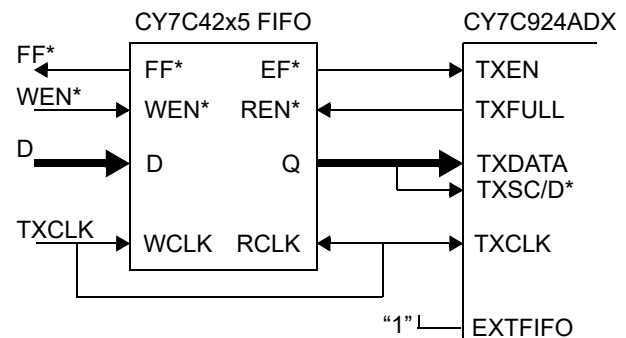 CY7C42x5 FIFO CY7C924ADX
FF* FF* EF* TXEN
WEN* WEN* REN* TXFULL
D D Q TXDATA
TXSC/D*
TXCLK WCLK RCLK TXCLK
“1” EXTFIFO